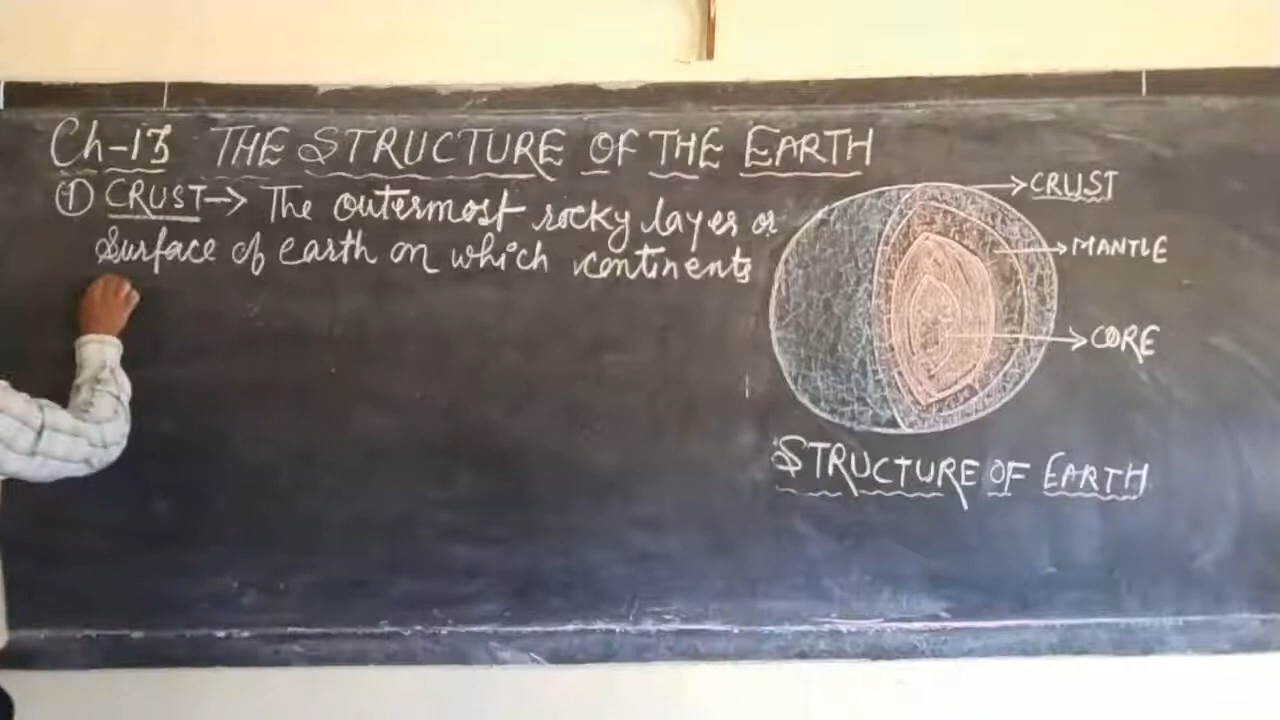 Ch-13 THE STRUCTURE OF THE EARTH
① CRUST→ The outermost rocky layer or
surface of earth on which continents
CRUST
MANTLE
CORE
STRUCTURE OF EARTH